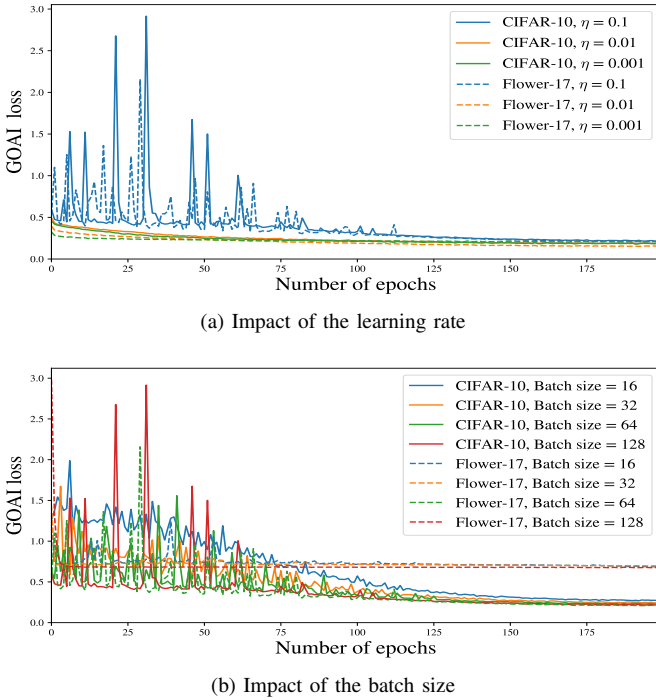 3.0
2.5
2.0
1.5
1.0
0.5
0.0
GOAI loss
CIFAR-10, η = 0.1
CIFAR-10, η = 0.01
CIFAR-10, η = 0.001
Flower-17, η = 0.1
Flower-17, η = 0.01
Flower-17, η = 0.001
0 25 50 75 100 125 150 175
Number of epochs
(a) Impact of the learning rate
3.0
2.5
2.0
1.5
1.0
0.5
0.0
GOAI loss
CIFAR-10, Batch size = 16
CIFAR-10, Batch size = 32
CIFAR-10, Batch size = 64
CIFAR-10, Batch size = 128
Flower-17, Batch size = 16
Flower-17, Batch size = 32
Flower-17, Batch size = 64
Flower-17, Batch size = 128
0 25 50 75 100 125 150 175
Number of epochs
(b) Impact of the batch size